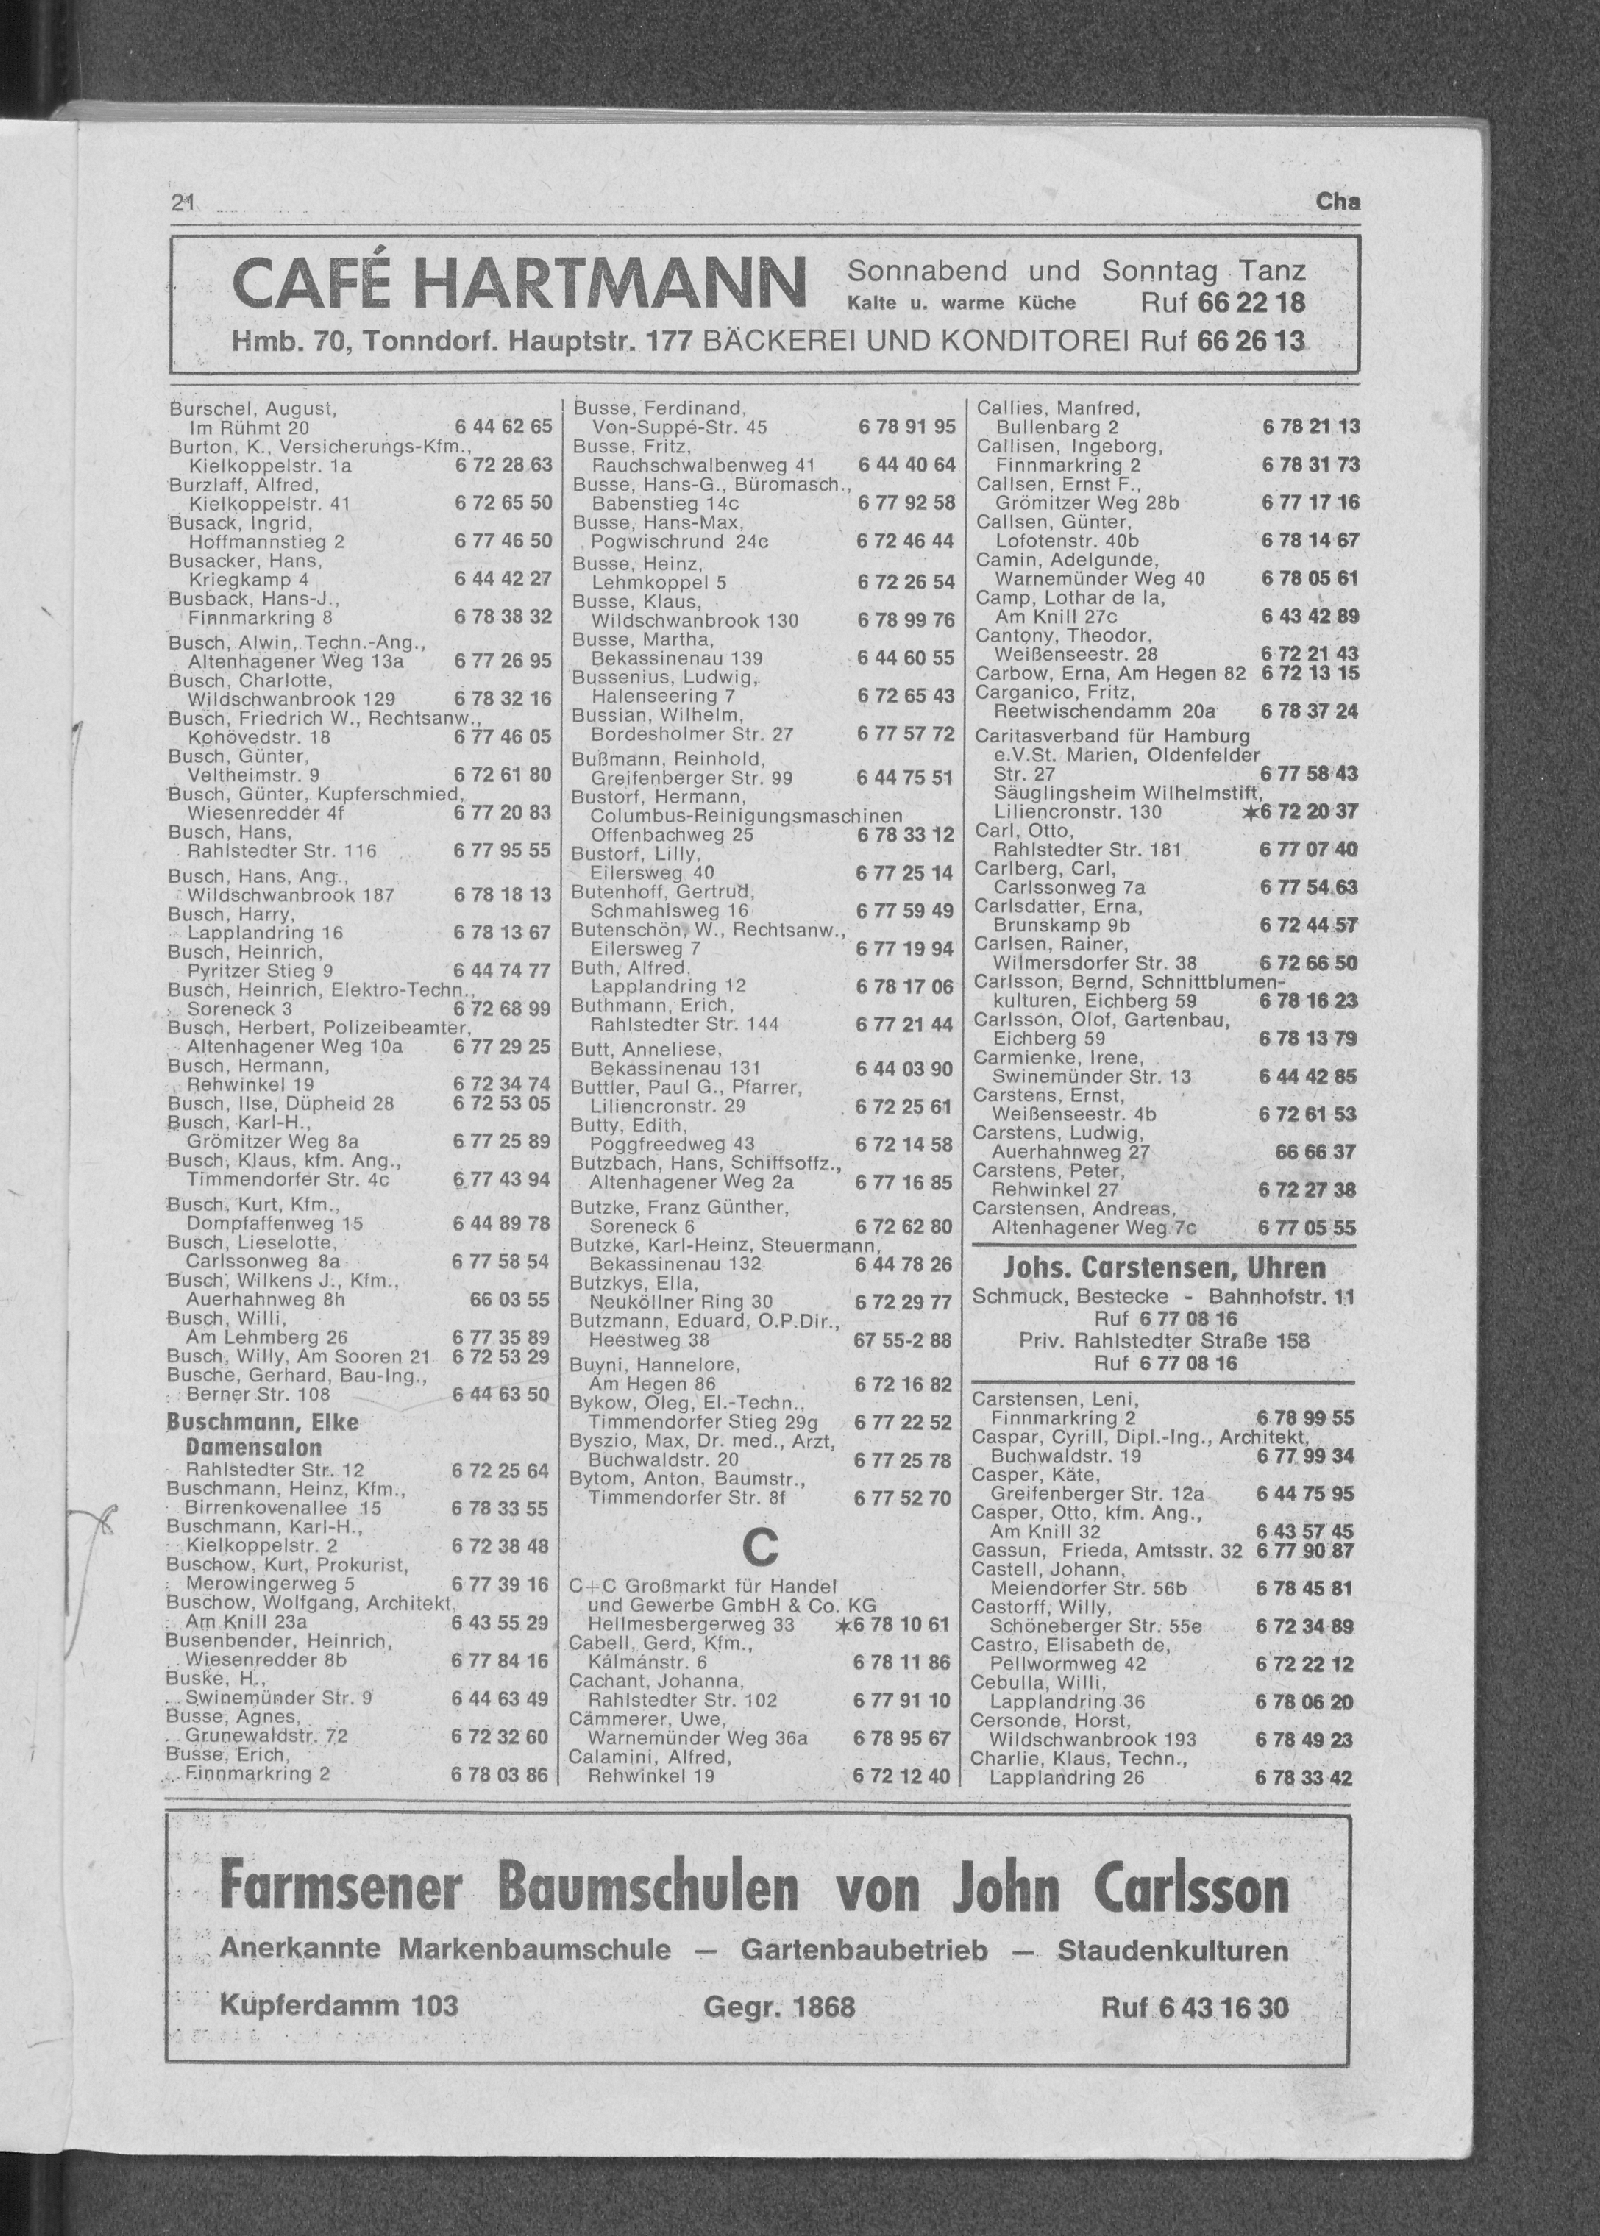 21
Cha
CAFÉ HARTMANN
Sonnabend und Sonntag Tanz
Kalte u. warme Küche Ruf 66 22 18
Hmb. 70, Tonndorf. Hauptstr. 177 BÄCKEREI UND KONDITOREI Ruf 66 26 13
Burschel, August,
Im Rühmt 20 6 44 62 65
Burton, K., Versicherungs-Kfm.,
Kielkoppelstr. 1a 6 72 28 63
Burzlaff, Alfred,
Kielkoppelstr. 41 6 72 65 50
Busack, Ingrid,
Hoffmannstieg 2 6 77 46 50
Busacker, Hans,
Kriegkamp 4 6 44 42 27
Busback, Hans-J.,
Finnmarkring 8 6 78 38 32
Busch, Alwin, Techn.-Ang.,
Altenhagener Weg 13a 6 77 26 95
Busch, Charlotte,
Wildschwanbrook 129 6 78 32 16
Busch, Friedrich W., Rechtsanw.,
Kohövedstr. 18 6 77 46 05
Busch, Günter,
Veltheimstr. 9 6 72 61 80
Busch, Günter, Kupferschmied,
Wiesenredder 4f 6 77 20 83
Busch, Hans,
Rahlstedter Str. 116 6 77 95 55
Busch, Hans, Ang.,
Wildschwanbrook 187 6 78 18 13
Busch, Harry,
Lapplandring 16 6 78 13 67
Busch, Heinrich,
Pyritzer Stieg 9 6 44 74 77
Busch, Heinrich, Elektro-Techn.,
Soreneck 3 6 72 68 99
Busch, Herbert, Polizeibeamter,
Altenhagener Weg 10a 6 77 29 25
Busch, Hermann,
Rehwinkel 19 6 72 34 74
Busch, Ilse, Düpheid 28 6 72 53 05
Busch, Karl-H.,
Grömitzer Weg 8a 6 77 25 89
Busch, Klaus, kfm. Ang.,
Timmendorfer Str. 4c 6 77 43 94
Busch, Kurt, Kfm.,
Dompfaffenweg 15 6 44 89 78
Busch, Lieselotte,
Carlssonweg 8a 6 77 58 54
Busch, Wilkens J., Kfm.,
Auerhahnweg 8h 66 03 55
Busch, Willi,
Am Lehmberg 26 6 77 35 89
Busch, Willy, Am Sooren 21 6 72 53 29
Busche, Gerhard, Bau-Ing.,
Berner Str. 108 6 44 63 50
Buschmann, Elke
Damensalon
Rahlstedter Str. 12 6 72 25 64
Buschmann, Heinz, Kfm.,
Birrenkovenallee 15 6 78 33 55
Buschmann, Karl-H.,
Kielkoppelstr. 2 6 72 38 48
Buschow, Kurt, Prokurist,
Merowingerweg 5 6 77 39 16
Buschow, Wolfgang, Architekt,
Am Knill 23a 6 43 55 29
Busenbender, Heinrich,
Wiesenredder 8b 6 77 84 16
Buske, H.,
Swinemünder Str. 9 6 44 63 49
Busse, Agnes,
Grunewaldstr. 72 6 72 32 60
Busse, Erich,
Finnmarkring 2 6 78 03 86
Busse, Ferdinand,
Von-Suppé-Str. 45 6 78 91 95
Busse, Fritz,
Rauchschwalbenweg 41 6 44 40 64
Busse, Hans-G., Büromasch.,
Babenstieg 14c 6 77 92 58
Busse, Hans-Max,
Pogwischrund 24c 6 72 46 44
Busse, Heinz,
Lehmkoppel 5 6 72 26 54
Busse, Klaus,
Wildschwanbrook 130 6 78 99 76
Busse, Martha,
Bekassinenau 139 6 44 60 55
Bussenius, Ludwig,
Halenseering 7 6 72 65 43
Bussian, Wilhelm,
Bordesholmer Str. 27 6 77 57 72
Bußmann, Reinhold,
Greifenberger Str. 99 6 44 75 51
Bustorf, Hermann,
Columbus-Reinigungsmaschinen
Offenbachweg 25 6 78 33 12
Bustorf, Lilly,
Eilersweg 40 6 77 25 14
Butenhoff, Gertrud,
Schmahlsweg 16 6 77 59 49
Butenschön, W., Rechtsanw.,
Eilersweg 7 6 77 19 94
Buth, Alfred,
Lapplandring 12 6 78 17 06
Buthmann, Erich,
Rahlstedter Str. 144 6 77 21 44
Butt, Anneliese,
Bekassinenau 131 6 44 03 90
Buttler, Paul G., Pfarrer,
Liliencronstr. 29 6 72 25 61
Butty, Edith,
Poggfreedweg 43 6 72 14 58
Butzbach, Hans, Schiffsoffz.,
Altenhagener Weg 2a 6 77 16 85
Butzke, Franz Günther,
Soreneck 6 6 72 62 80
Butzke, Karl-Heinz, Steuermann,
Bekassinenau 132 6 44 78 26
Butzkys, Ella,
Neuköllner Ring 30 6 72 29 77
Butzmann, Eduard, O.P.Dir.,
Heestweg 38 67 55-2 88
Buyni, Hannelore,
Am Hegen 86 6 72 16 82
Bykow, Oleg, El.-Techn.,
Timmendorfer Stieg 29g 6 77 22 52
Byszio, Max, Dr. med., Arzt,
Buchwaldstr. 20 6 77 25 78
Bytom, Anton, Baumstr.,
Timmendorfer Str. 8f 6 77 52 70
C
C+C Großmarkt für Handel
und Gewerbe GmbH & Co. KG
Hellmesbergerweg 33 ★6 78 10 61
Cabell, Gerd, Kfm.,
Kálmánstr. 6 6 78 11 86
Cachant, Johanna,
Rahlstedter Str. 102 6 77 91 10
Cämmerer, Uwe,
Warnemünder Weg 36a 6 78 95 67
Calamini, Alfred,
Rehwinkel 19 6 72 12 40
Callies, Manfred,
Bullenbarg 2 6 78 21 13
Callisen, Ingeborg,
Finnmarkring 2 6 78 31 73
Callsen, Ernst F.,
Grömitzer Weg 28b 6 77 17 16
Callsen, Günter,
Lofotenstr. 40b 6 78 14 67
Camin, Adelgunde,
Warnemünder Weg 40 6 78 05 61
Camp, Lothar de la,
Am Knill 27c 6 43 42 89
Cantony, Theodor,
Weißenseestr. 28 6 72 21 43
Carbow, Erna, Am Hegen 82 6 72 13 15
Carganico, Fritz,
Reetwischendamm 20a 6 78 37 24
Caritasverband für Hamburg
e.V.St. Marien, Oldenfelder
Str. 27 6 77 58 43
Säuglingsheim Wilhelmstift,
Liliencronstr. 130 ★6 72 20 37
Carl, Otto,
Rahlstedter Str. 181 6 77 07 40
Carlberg, Carl,
Carlssonweg 7a 6 77 54 63
Carlsdatter, Erna,
Brunskamp 9b 6 72 44 57
Carlsen, Rainer,
Wilmersdorfer Str. 38 6 72 66 50
Carlsson, Bernd, Schnittblumen-
kulturen, Eichberg 59 6 78 16 23
Carlsson, Olof, Gartenbau,
Eichberg 59 6 78 13 79
Carmienke, Irene,
Swinemünder Str. 13 6 44 42 85
Carstens, Ernst,
Weißenseestr. 4b 6 72 61 53
Carstens, Ludwig,
Auerhahnweg 27 66 66 37
Carstens, Peter,
Rehwinkel 27 6 72 27 38
Carstensen, Andreas,
Altenhagener Weg 7c 6 77 05 55
Johs. Carstensen, Uhren
Schmuck, Bestecke - Bahnhofstr. 11
Ruf 6 77 08 16
Priv. Rahlstedter Straße 158
Ruf 6 77 08 16
Carstensen, Leni,
Finnmarkring 2 6 78 99 55
Caspar, Cyrill, Dipl.-Ing., Architekt,
Buchwaldstr. 19 6 77 99 34
Casper, Käte,
Greifenberger Str. 12a 6 44 75 95
Casper, Otto, kfm. Ang.,
Am Knill 32 6 43 57 45
Cassun, Frieda, Amtsstr. 32 6 77 90 87
Castell, Johann,
Meiendorfer Str. 56b 6 78 45 81
Castorff, Willy,
Schöneberger Str. 55e 6 72 34 89
Castro, Elisabeth de,
Pellwormweg 42 6 72 22 12
Cebulla, Willi,
Lapplandring 36 6 78 06 20
Cersonde, Horst,
Wildschwanbrook 193 6 78 49 23
Charlie, Klaus, Techn.,
Lapplandring 26 6 78 33 42
Farmsener Baumschulen von John Carlsson
Anerkannte Markenbaumschule — Gartenbaubetrieb — Staudenkulturen
Kupferdamm 103 Gegr. 1868 Ruf 6 43 16 30